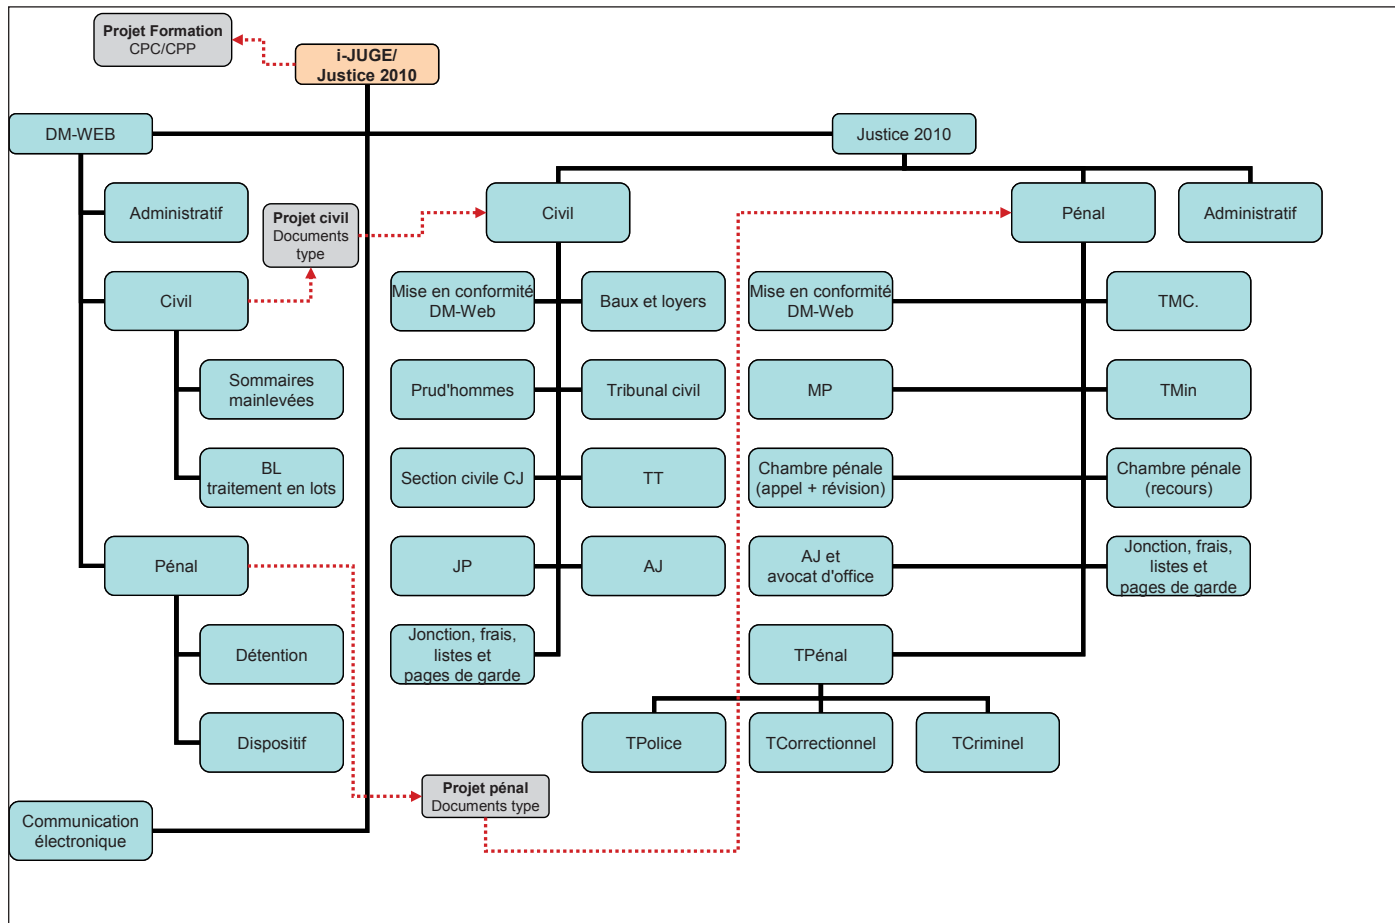 Projet Formation
CPC/CPP
i-JUGE/
Justice 2010
DM-WEB
Justice 2010
Administratif
Projet civil
Documents
type
Civil
Pénal
Administratif
Civil
Mise en conformité
DM-Web
Baux et loyers
Mise en conformité
DM-Web
TMC.
Sommaires
mainlevées
Prud'hommes
Tribunal civil
MP
TMin
BL
traitement en lots
Section civile CJ
TT
Chambre pénale
(appel + révision)
Chambre pénale
(recours)
Pénal
JP
AJ
AJ et
avocat d'office
Jonction, frais,
listes et
pages de garde
Détention
Jonction, frais,
listes et
pages de garde
TPénal
Dispositif
TPolice
TCorrectionnel
TCriminel
Projet pénal
Documents type
Communication
électronique